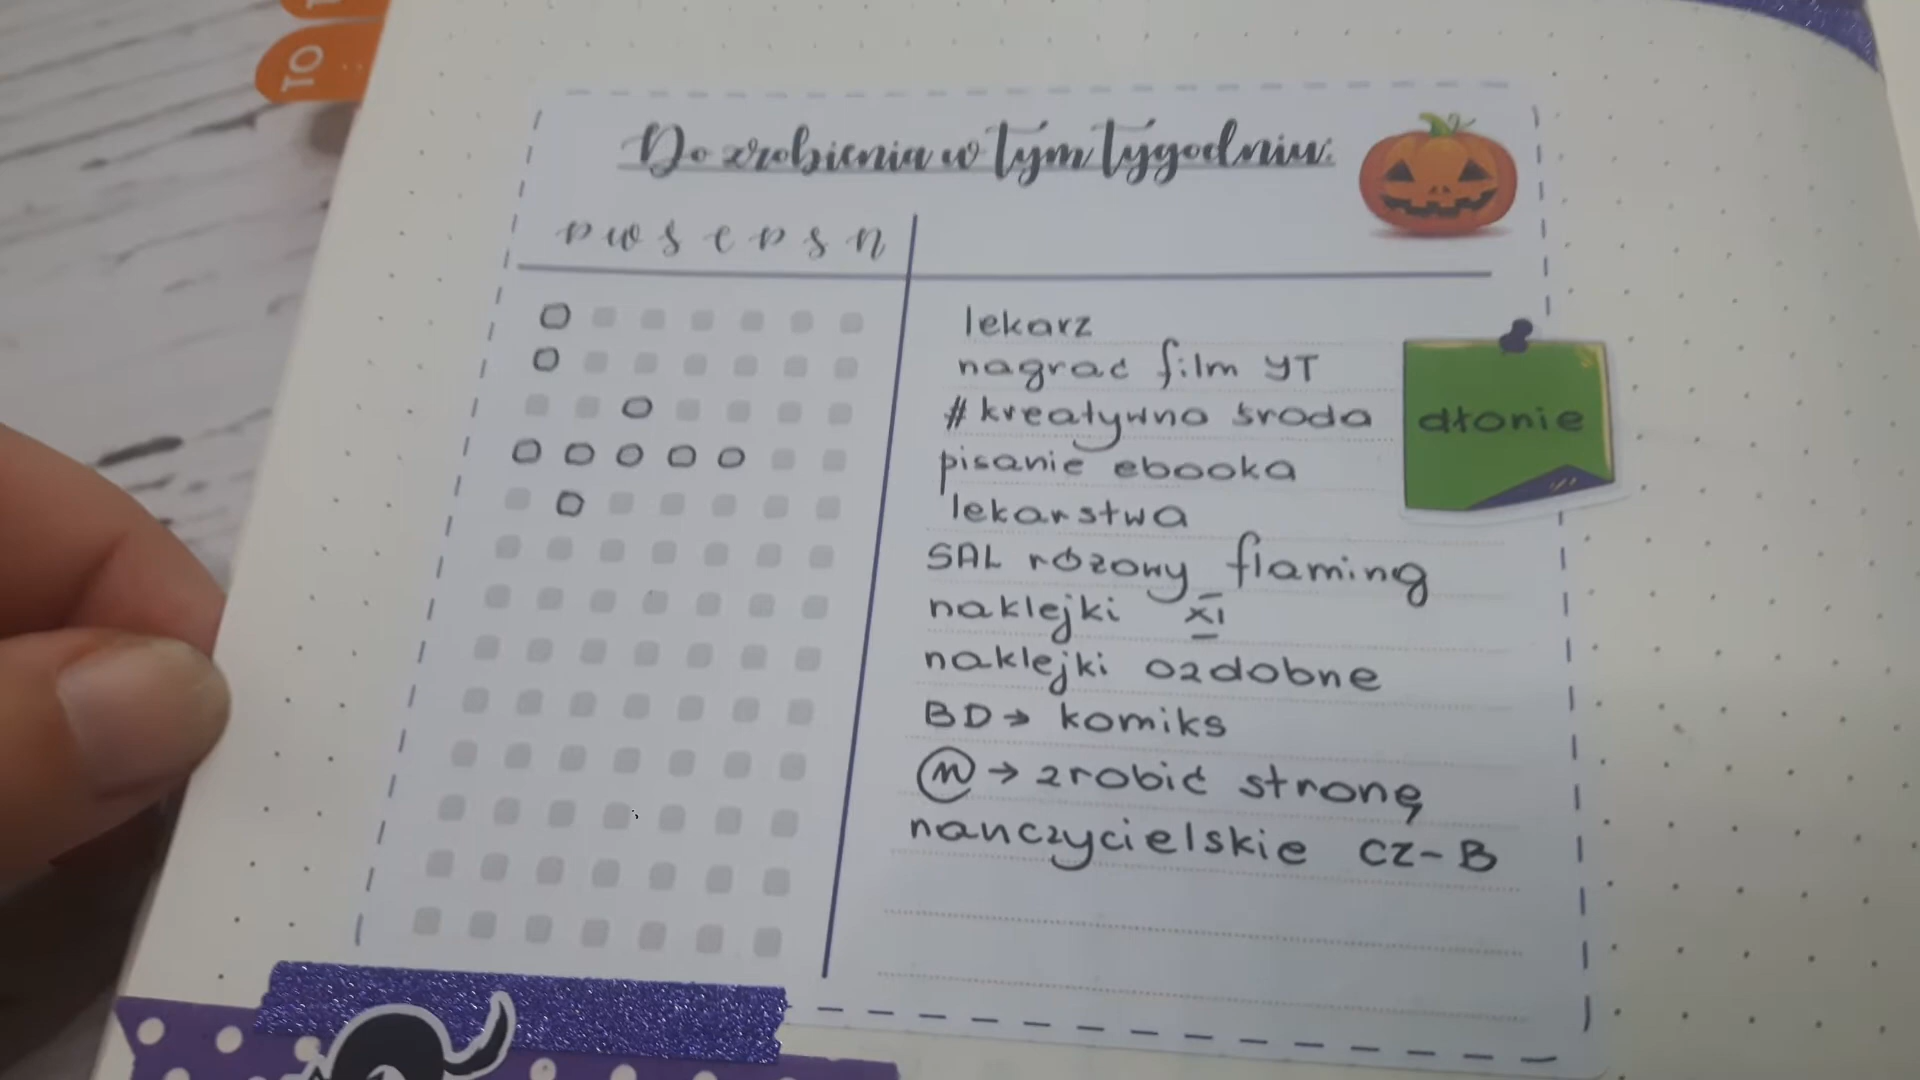 TO
Do zrobienia w tym tygodniu:
P W Ś C P S N
lekarz
nagrać film YT
#kreatywna środa
dłonie
pisanie ebooka
lekarstwa
SAL różowy flaming
naklejki XI
naklejki ozdobne
BD → komiks
M → zrobić stronę
nauczycielskie CZ-B